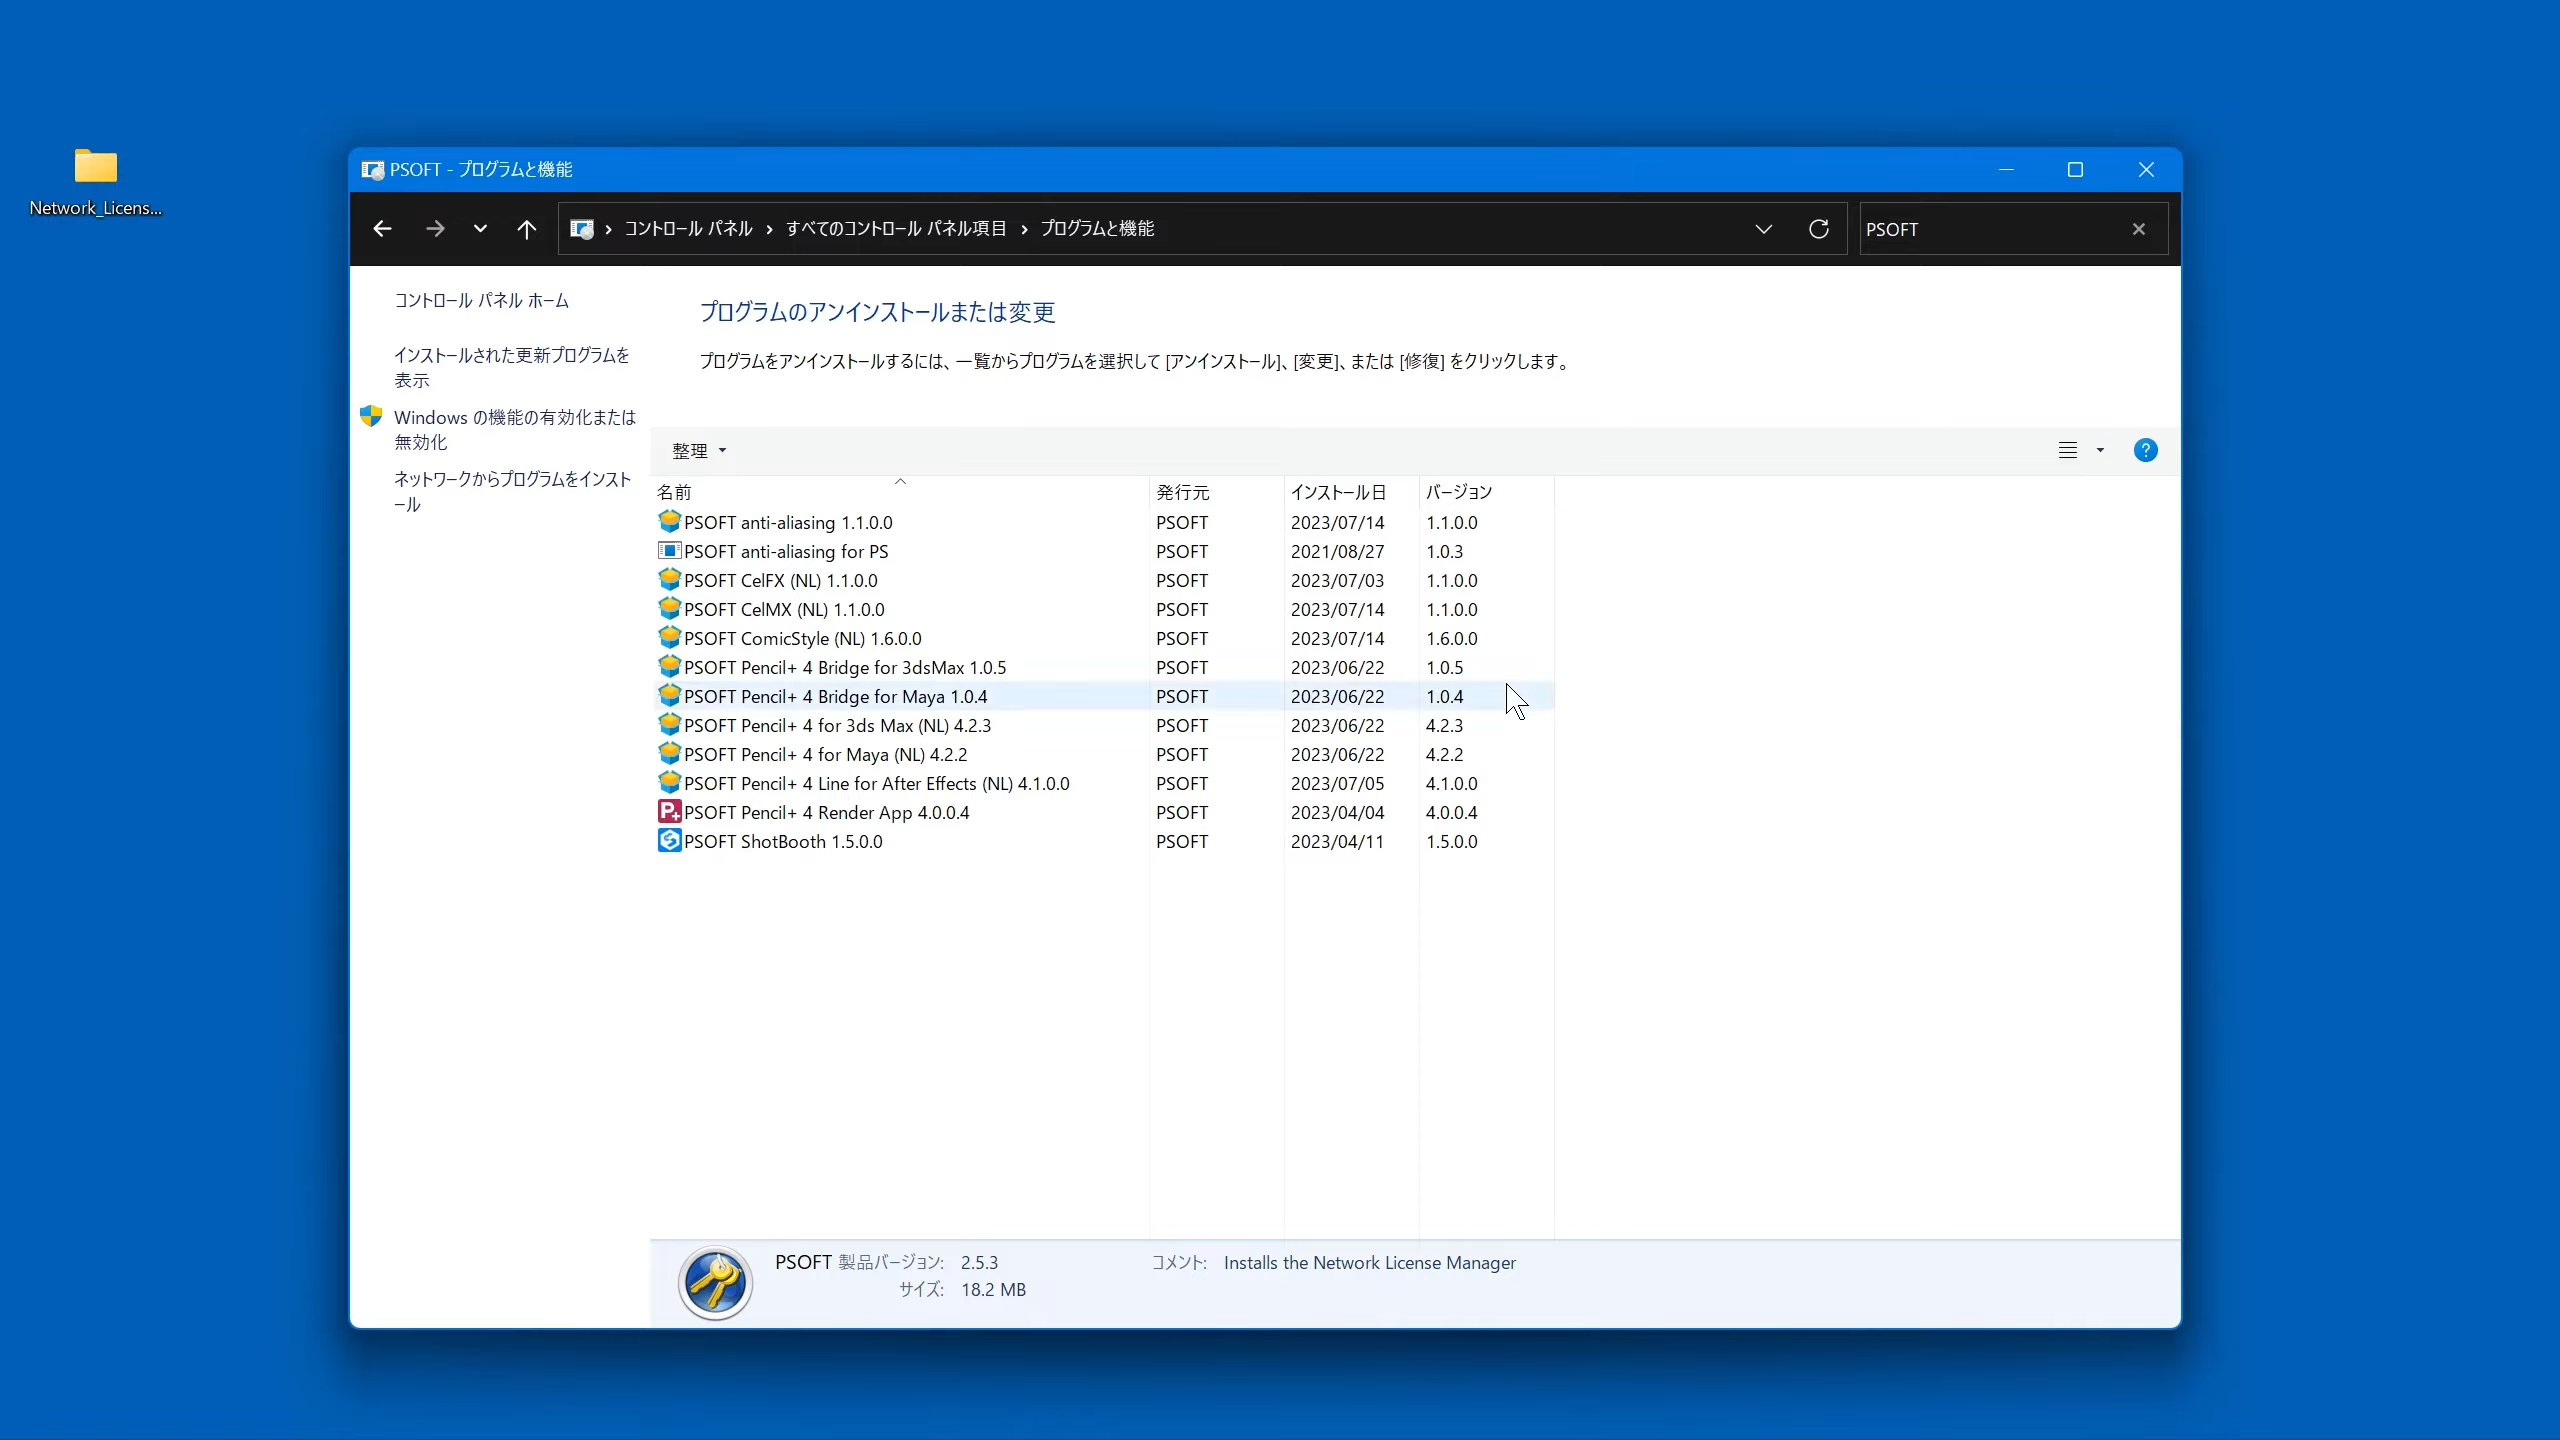 Network_Licens...
PSOFT - プログラムと機能
コントロール パネル › すべてのコントロール パネル項目 › プログラムと機能
PSOFT
コントロール パネル ホーム
インストールされた更新プログラムを
表示
Windows の機能の有効化または
無効化
ネットワークからプログラムをインスト
ール
プログラムのアンインストールまたは変更
プログラムをアンインストールするには、一覧からプログラムを選択して [アンインストール]、[変更]、または [修復] をクリックします。
整理
名前 発行元 インストール日 バージョン
PSOFT anti-aliasing 1.1.0.0 PSOFT 2023/07/14 1.1.0.0
PSOFT anti-aliasing for PS PSOFT 2021/08/27 1.0.3
PSOFT CelFX (NL) 1.1.0.0 PSOFT 2023/07/03 1.1.0.0
PSOFT CelMX (NL) 1.1.0.0 PSOFT 2023/07/14 1.1.0.0
PSOFT ComicStyle (NL) 1.6.0.0 PSOFT 2023/07/14 1.6.0.0
PSOFT Pencil+ 4 Bridge for 3dsMax 1.0.5 PSOFT 2023/06/22 1.0.5
PSOFT Pencil+ 4 Bridge for Maya 1.0.4 PSOFT 2023/06/22 1.0.4
PSOFT Pencil+ 4 for 3ds Max (NL) 4.2.3 PSOFT 2023/06/22 4.2.3
PSOFT Pencil+ 4 for Maya (NL) 4.2.2 PSOFT 2023/06/22 4.2.2
PSOFT Pencil+ 4 Line for After Effects (NL) 4.1.0.0 PSOFT 2023/07/05 4.1.0.0
PSOFT Pencil+ 4 Render App 4.0.0.4 PSOFT 2023/04/04 4.0.0.4
PSOFT ShotBooth 1.5.0.0 PSOFT 2023/04/11 1.5.0.0
PSOFT 製品バージョン: 2.5.3 コメント: Installs the Network License Manager
サイズ: 18.2 MB